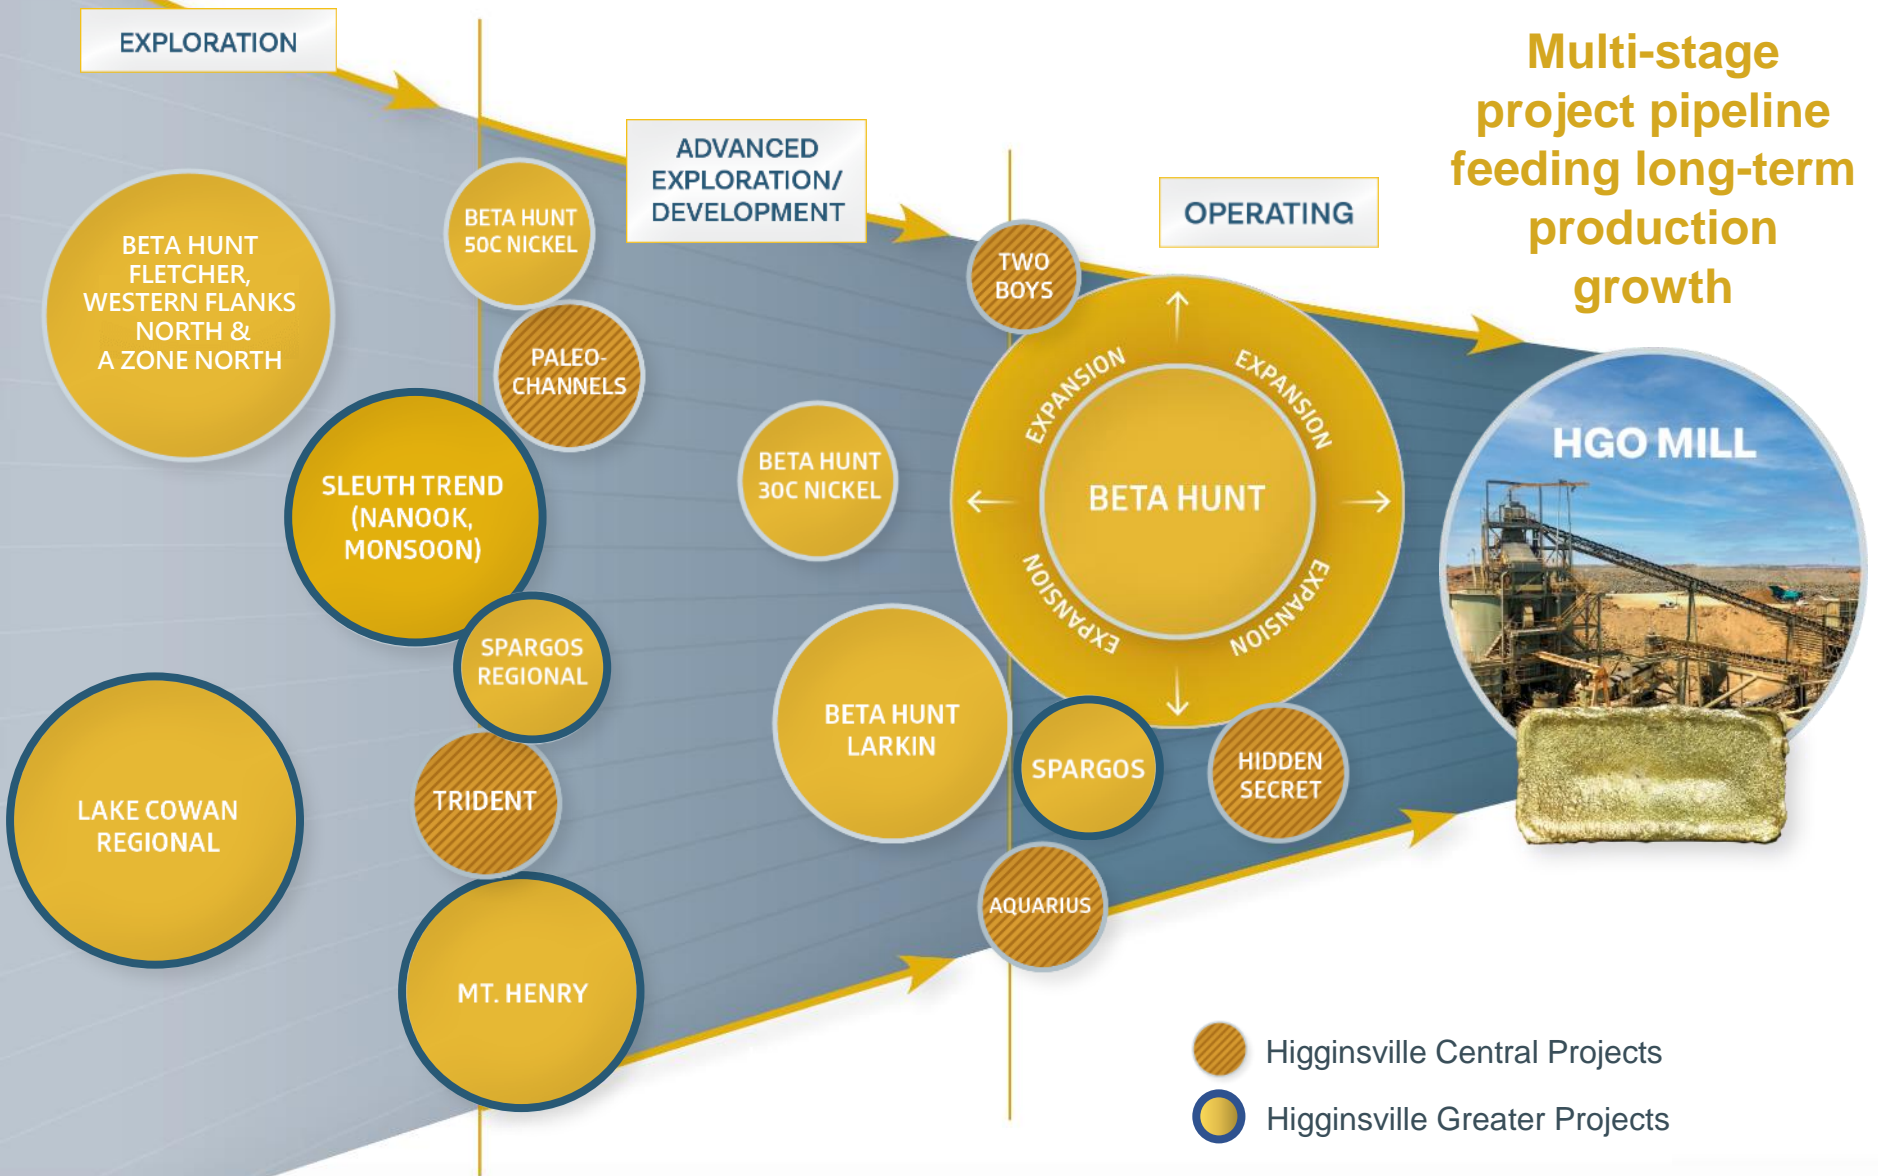 EXPLORATION
ADVANCED
EXPLORATION/
DEVELOPMENT
OPERATING
Multi-stage
project pipeline
feeding long-term
production
growth
BETA HUNT
FLETCHER,
WESTERN FLANKS
NORTH &
A ZONE NORTH
BETA HUNT
50C NICKEL
PALEO-
CHANNELS
SLEUTH TREND
(NANOOK,
MONSOON)
SPARGOS
REGIONAL
LAKE COWAN
REGIONAL
TRIDENT
MT. HENRY
BETA HUNT
30C NICKEL
BETA HUNT
LARKIN
TWO
BOYS
EXPANSION
EXPANSION
BETA HUNT
EXPANSION
EXPANSION
SPARGOS
HIDDEN
SECRET
AQUARIUS
HGO MILL
Higginsville Central Projects
Higginsville Greater Projects